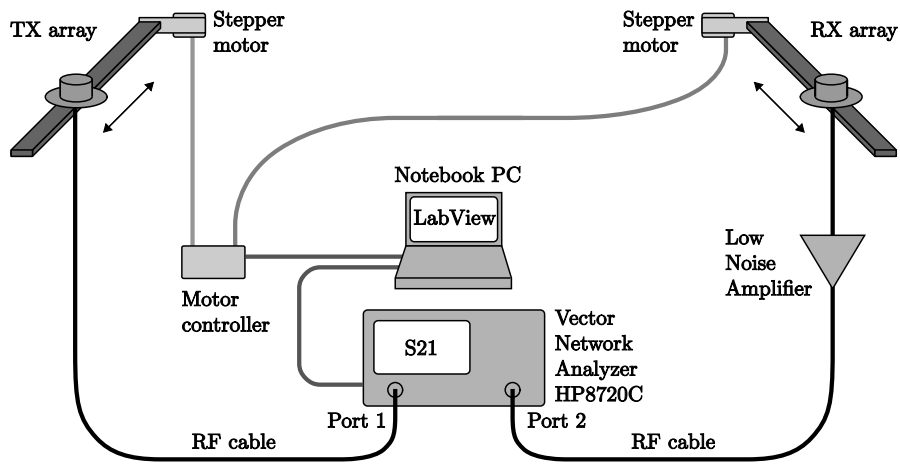 TX array
Stepper
motor
Stepper
motor
RX array
Notebook PC
LabView
Low
Noise
Amplifier
Motor
controller
Vector
Network
Analyzer
HP8720C
S21
Port 1
Port 2
RF cable
RF cable